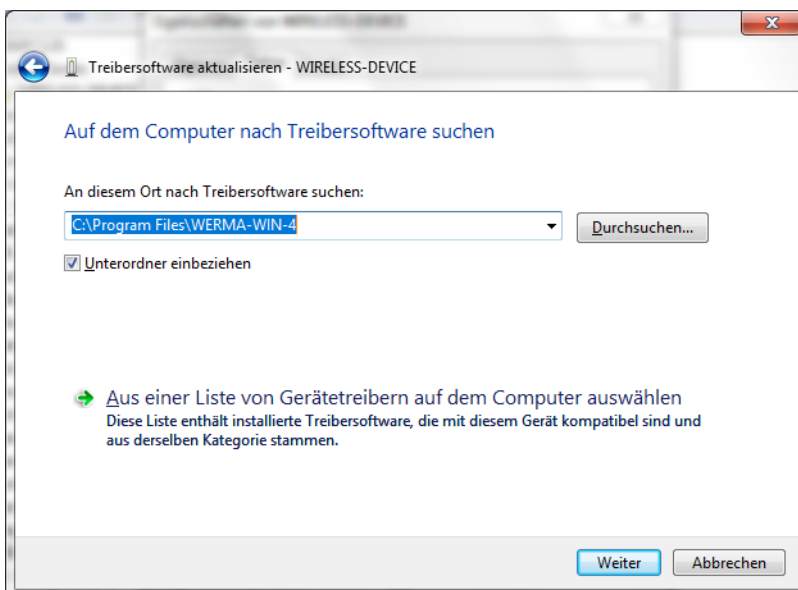 Treibersoftware aktualisieren - WIRELESS-DEVICE
Auf dem Computer nach Treibersoftware suchen
An diesem Ort nach Treibersoftware suchen:
C:\Program Files\WERMA-WIN-4
Durchsuchen...
Unterordner einbeziehen
Aus einer Liste von Gerätetreibern auf dem Computer auswählen
Diese Liste enthält installierte Treibersoftware, die mit diesem Gerät kompatibel sind und
aus derselben Kategorie stammen.
Weiter
Abbrechen